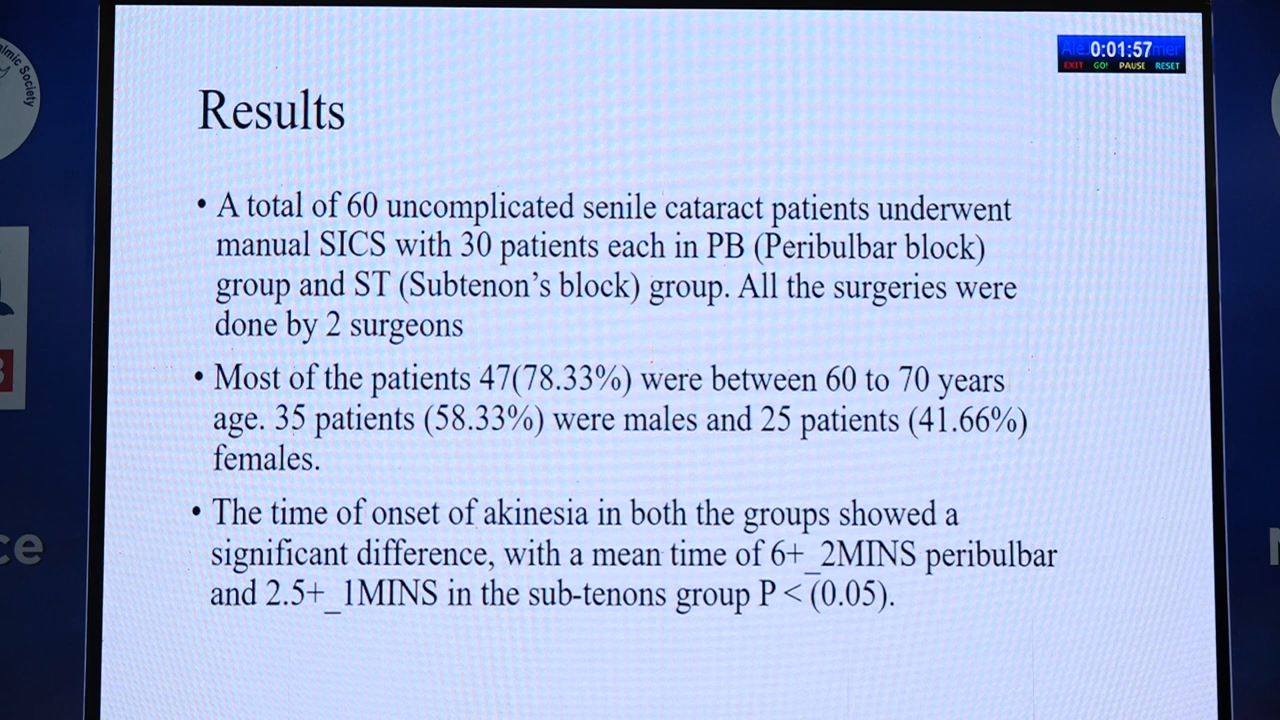 0:01:57
EXIT GO! PAUSE RESET
Results
• A total of 60 uncomplicated senile cataract patients underwent
manual SICS with 30 patients each in PB (Peribulbar block)
group and ST (Subtenon’s block) group. All the surgeries were
done by 2 surgeons
• Most of the patients 47(78.33%) were between 60 to 70 years
age. 35 patients (58.33%) were males and 25 patients (41.66%)
females.
• The time of onset of akinesia in both the groups showed a
significant difference, with a mean time of 6+_2MINS peribulbar
and 2.5+_1MINS in the sub-tenons group P < (0.05).
Society